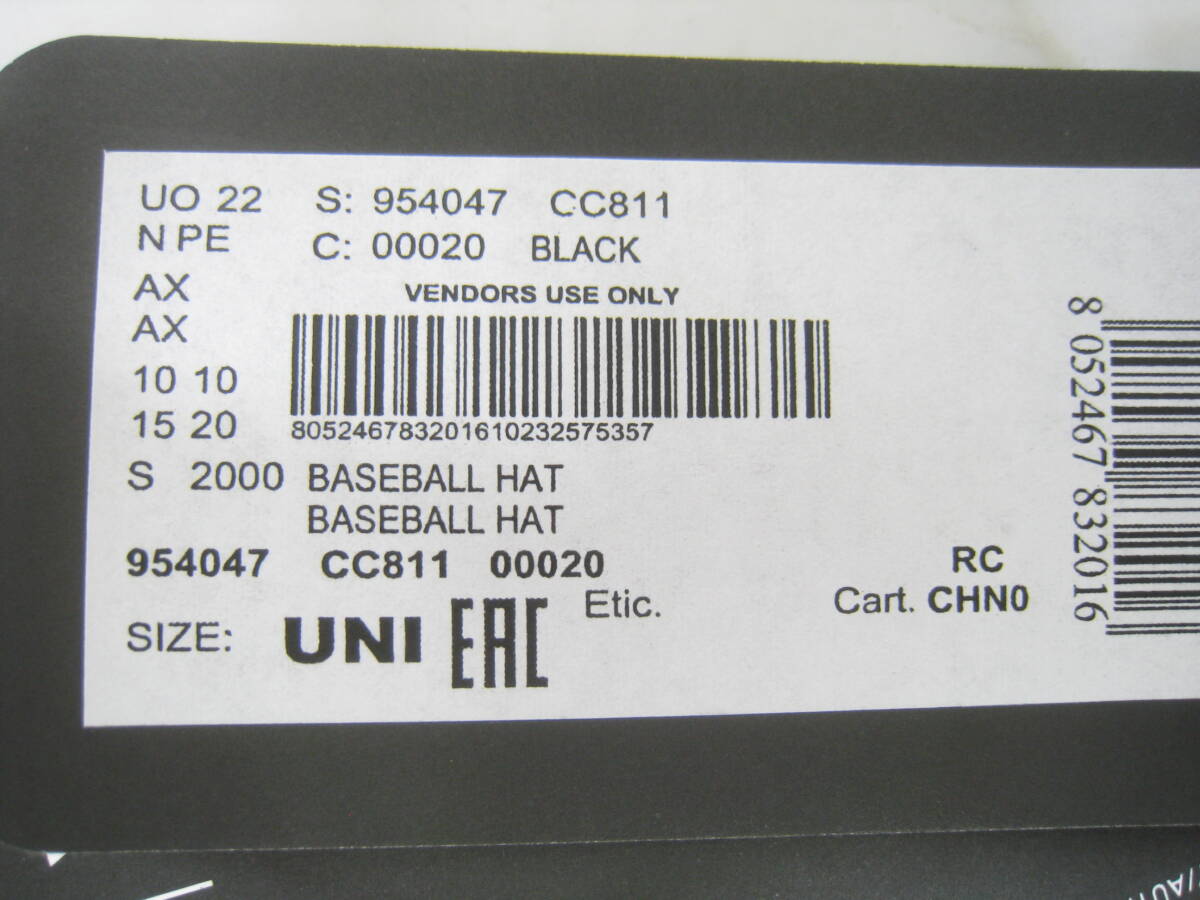 UO 22 S: 954047 CC811
N PE C: 00020 BLACK
AX VENDORS USE ONLY
AX
10 10
15 20
805246783201610232575357
S 2000 BASEBALL HAT
BASEBALL HAT
954047 CC811 00020 RC
Etic. Cart. CHN0
SIZE: UNI EAC
8 052467 832016